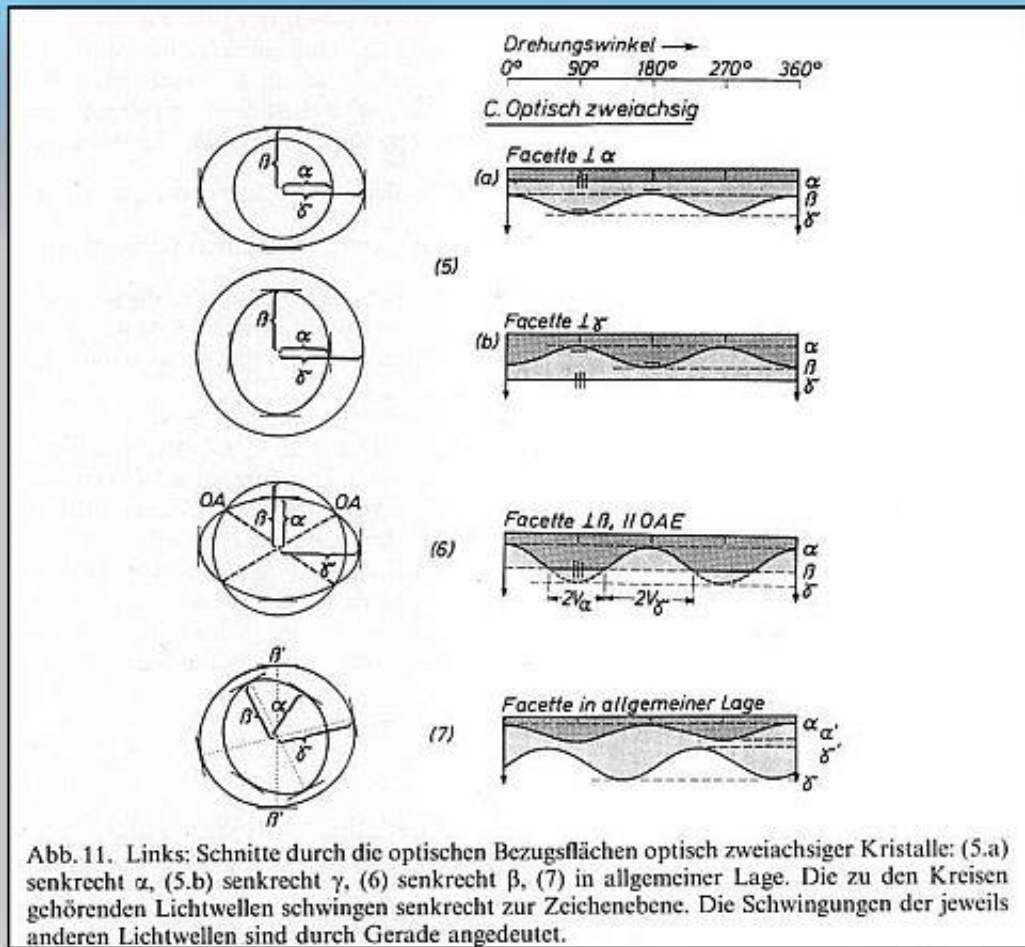 Drehungswinkel →
0° 90° 180° 270° 360°
C. Optisch zweiachsig
Facette ⊥ α
(a)
α
β
γ
β
α
γ
(5)
Facette ⊥ γ
(b)
α
β
γ
β
α
γ
OA OA
β α
γ
(6)
Facette ⊥ β, || OAE
α
β
γ
2Vα 2Vγ
β'
β α
γ
β'
(7)
Facette in allgemeiner Lage
α α'
γ'
γ
Abb. 11. Links: Schnitte durch die optischen Bezugsflächen optisch zweiachsiger Kristalle: (5.a)
senkrecht α, (5.b) senkrecht γ, (6) senkrecht β, (7) in allgemeiner Lage. Die zu den Kreisen
gehörenden Lichtwellen schwingen senkrecht zur Zeichenebene. Die Schwingungen der jeweils
anderen Lichtwellen sind durch Gerade angedeutet.